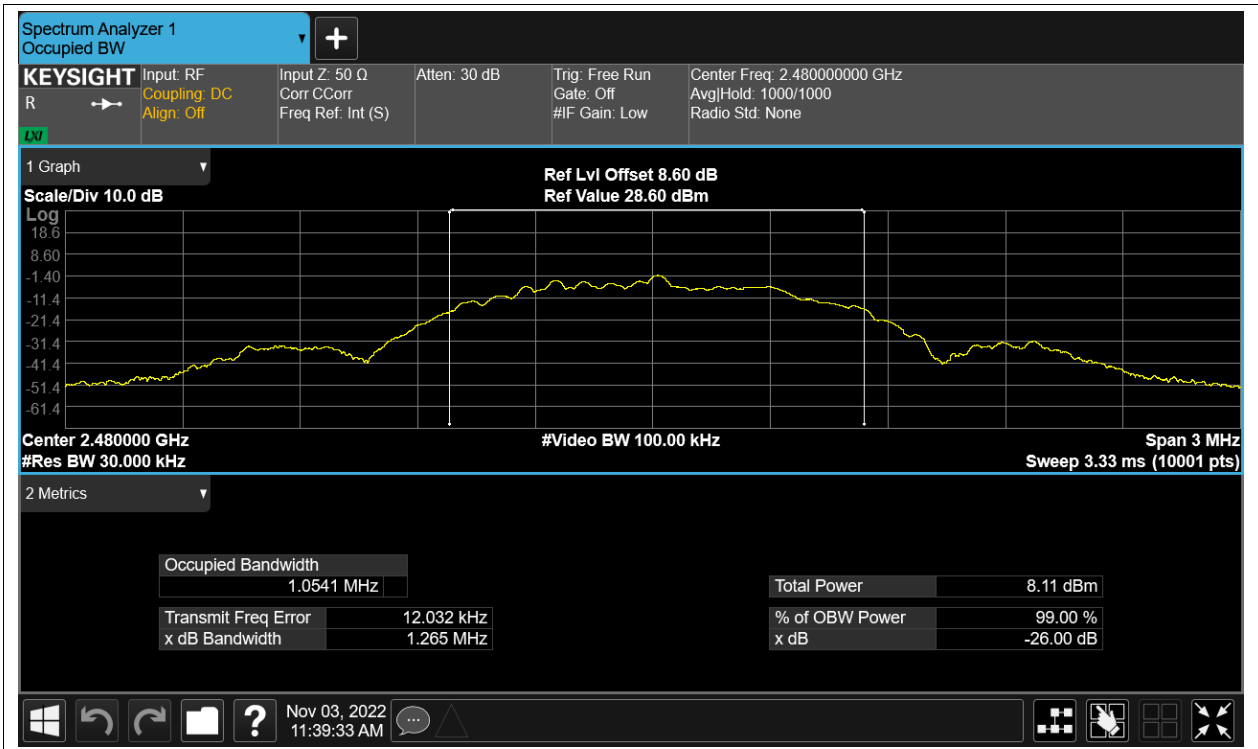 Spectrum Analyzer 1
Occupied BW
KEYSIGHT
R
LXI
Input: RF
Coupling: DC
Align: Off
Input Z: 50 Ω
Corr CCorr
Freq Ref: Int (S)
Atten: 30 dB
Trig: Free Run
Gate: Off
#IF Gain: Low
Center Freq: 2.480000000 GHz
Avg|Hold: 1000/1000
Radio Std: None
1 Graph
Ref Lvl Offset 8.60 dB
Scale/Div 10.0 dB
Ref Value 28.60 dBm
Log
18.6
8.60
-1.40
-11.4
-21.4
-31.4
-41.4
-51.4
-61.4
Center 2.480000 GHz
#Video BW 100.00 kHz
Span 3 MHz
#Res BW 30.000 kHz
Sweep 3.33 ms (10001 pts)
2 Metrics
Occupied Bandwidth
1.0541 MHz
Transmit Freq Error 12.032 kHz
x dB Bandwidth 1.265 MHz
Total Power 8.11 dBm
% of OBW Power 99.00 %
x dB -26.00 dB
?
Nov 03, 2022
11:39:33 AM